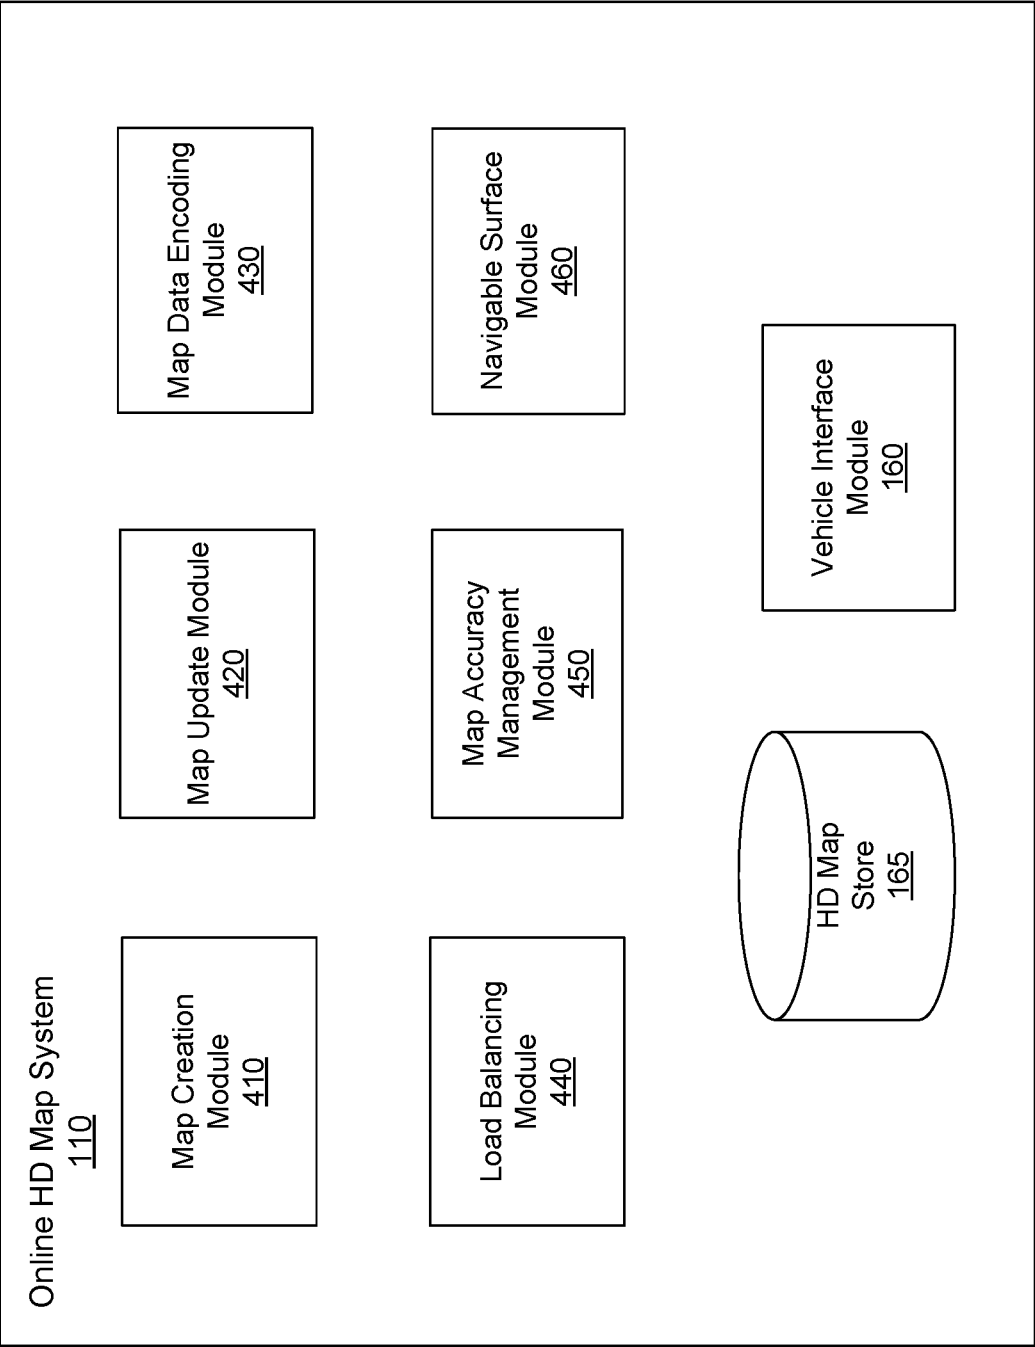 Online HD Map System
110
Map Creation
Module
410
Map Update Module
420
Map Data Encoding
Module
430
Load Balancing
Module
440
Map Accuracy
Management
Module
450
Navigable Surface
Module
460
HD Map
Store
165
Vehicle Interface
Module
160